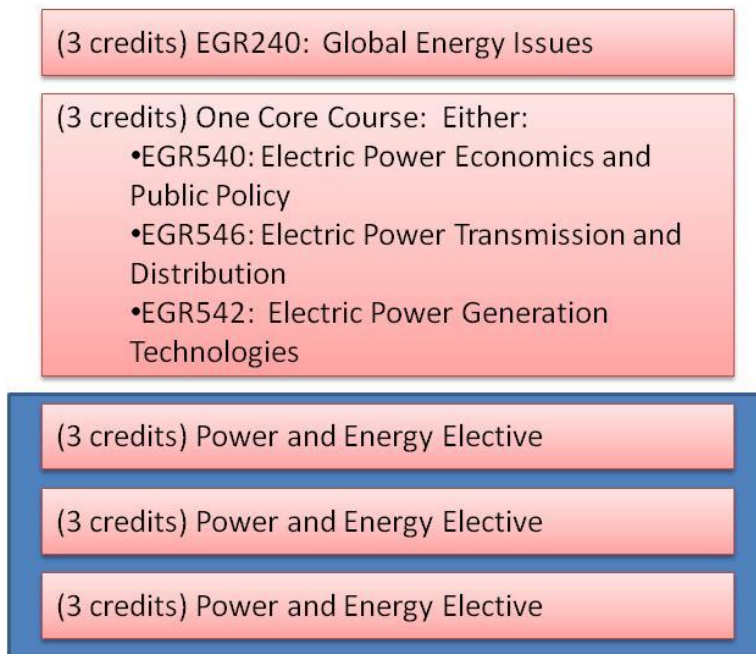 (3 credits) EGR240:  Global Energy Issues
(3 credits) One Core Course:  Either:
•EGR540: Electric Power Economics and
Public Policy
•EGR546: Electric Power Transmission and
Distribution
•EGR542:  Electric Power Generation
Technologies
(3 credits) Power and Energy Elective
(3 credits) Power and Energy Elective
(3 credits) Power and Energy Elective